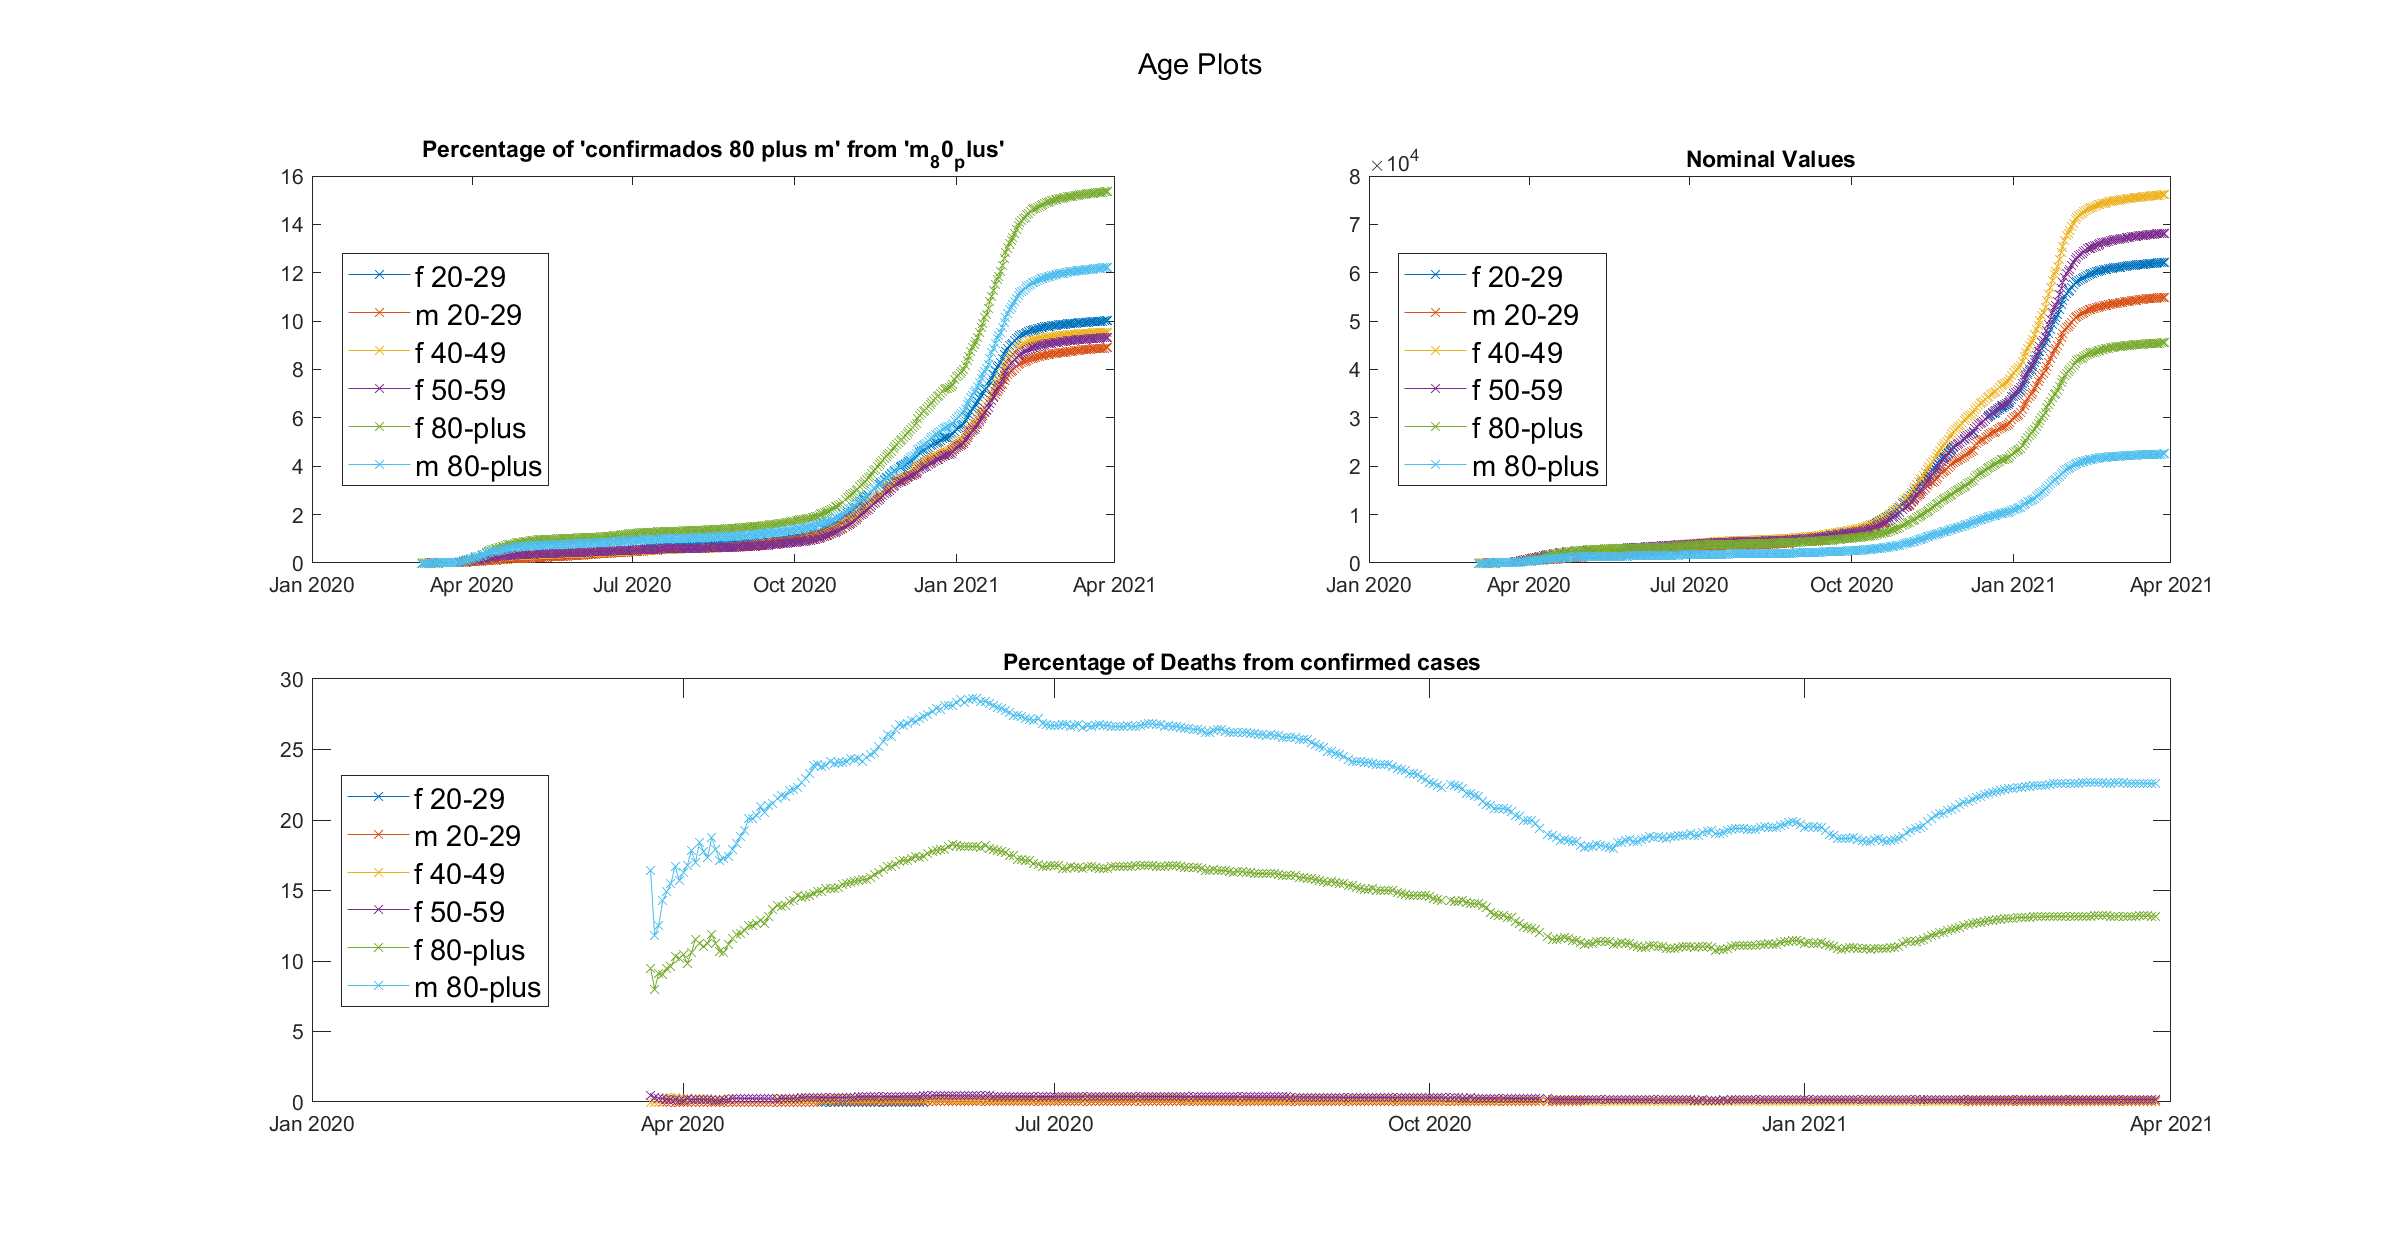 Age Plots
Percentage of 'confirmados 80 plus m' from 'm₈0ₚlus'
16
14
12
10
8
6
4
2
0
Jan 2020 Apr 2020 Jul 2020 Oct 2020 Jan 2021 Apr 2021
f 20-29
m 20-29
f 40-49
f 50-59
f 80-plus
m 80-plus
Nominal Values
×10⁴
8
7
6
5
4
3
2
1
0
Jan 2020 Apr 2020 Jul 2020 Oct 2020 Jan 2021 Apr 2021
f 20-29
m 20-29
f 40-49
f 50-59
f 80-plus
m 80-plus
Percentage of Deaths from confirmed cases
30
25
20
15
10
5
0
Jan 2020 Apr 2020 Jul 2020 Oct 2020 Jan 2021 Apr 2021
f 20-29
m 20-29
f 40-49
f 50-59
f 80-plus
m 80-plus